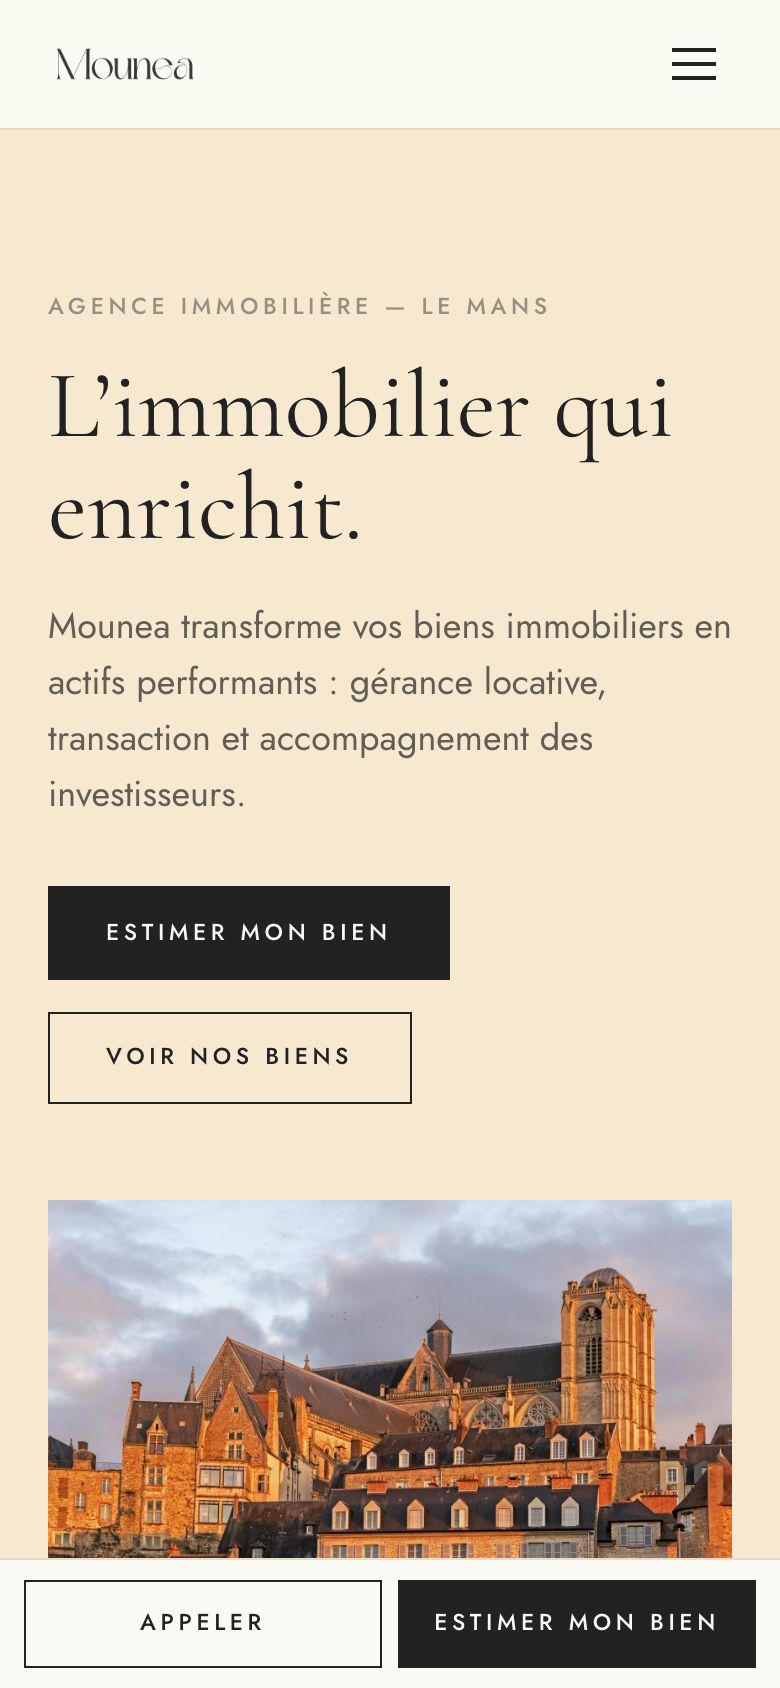 Mounea
AGENCE IMMOBILIÈRE — LE MANS
L’immobilier qui
enrichit.
Mounea transforme vos biens immobiliers en
actifs performants : gérance locative,
transaction et accompagnement des
investisseurs.
ESTIMER MON BIEN
VOIR NOS BIENS
APPELER
ESTIMER MON BIEN